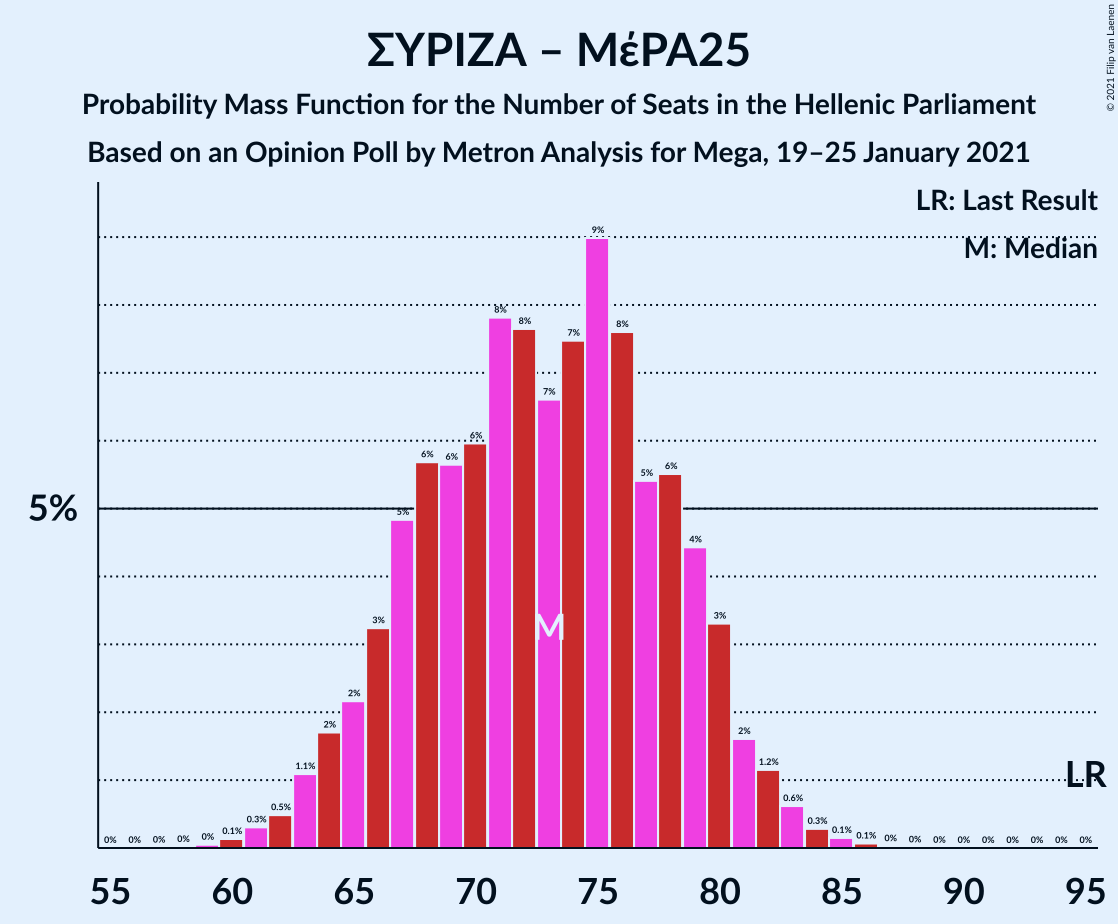 ΣΥΡΙΖΑ – ΜέΡΑ25
Probability Mass Function for the Number of Seats in the Hellenic Parliament
Based on an Opinion Poll by Metron Analysis for Mega, 19–25 January 2021
© 2021 Filip van Laenen
LR: Last Result
M: Median
5%
0% 0% 0% 0% 0% 0.1% 0.3% 0.5% 1.1% 2% 2% 3% 5% 6% 6% 6% 8% 8% 7% 7% 9% 8% 5% 6% 4% 3% 2% 1.2% 0.6% 0.3% 0.1% 0.1% 0% 0% 0% 0% 0% 0% 0% 0% 0%
M
LR
55 60 65 70 75 80 85 90 95